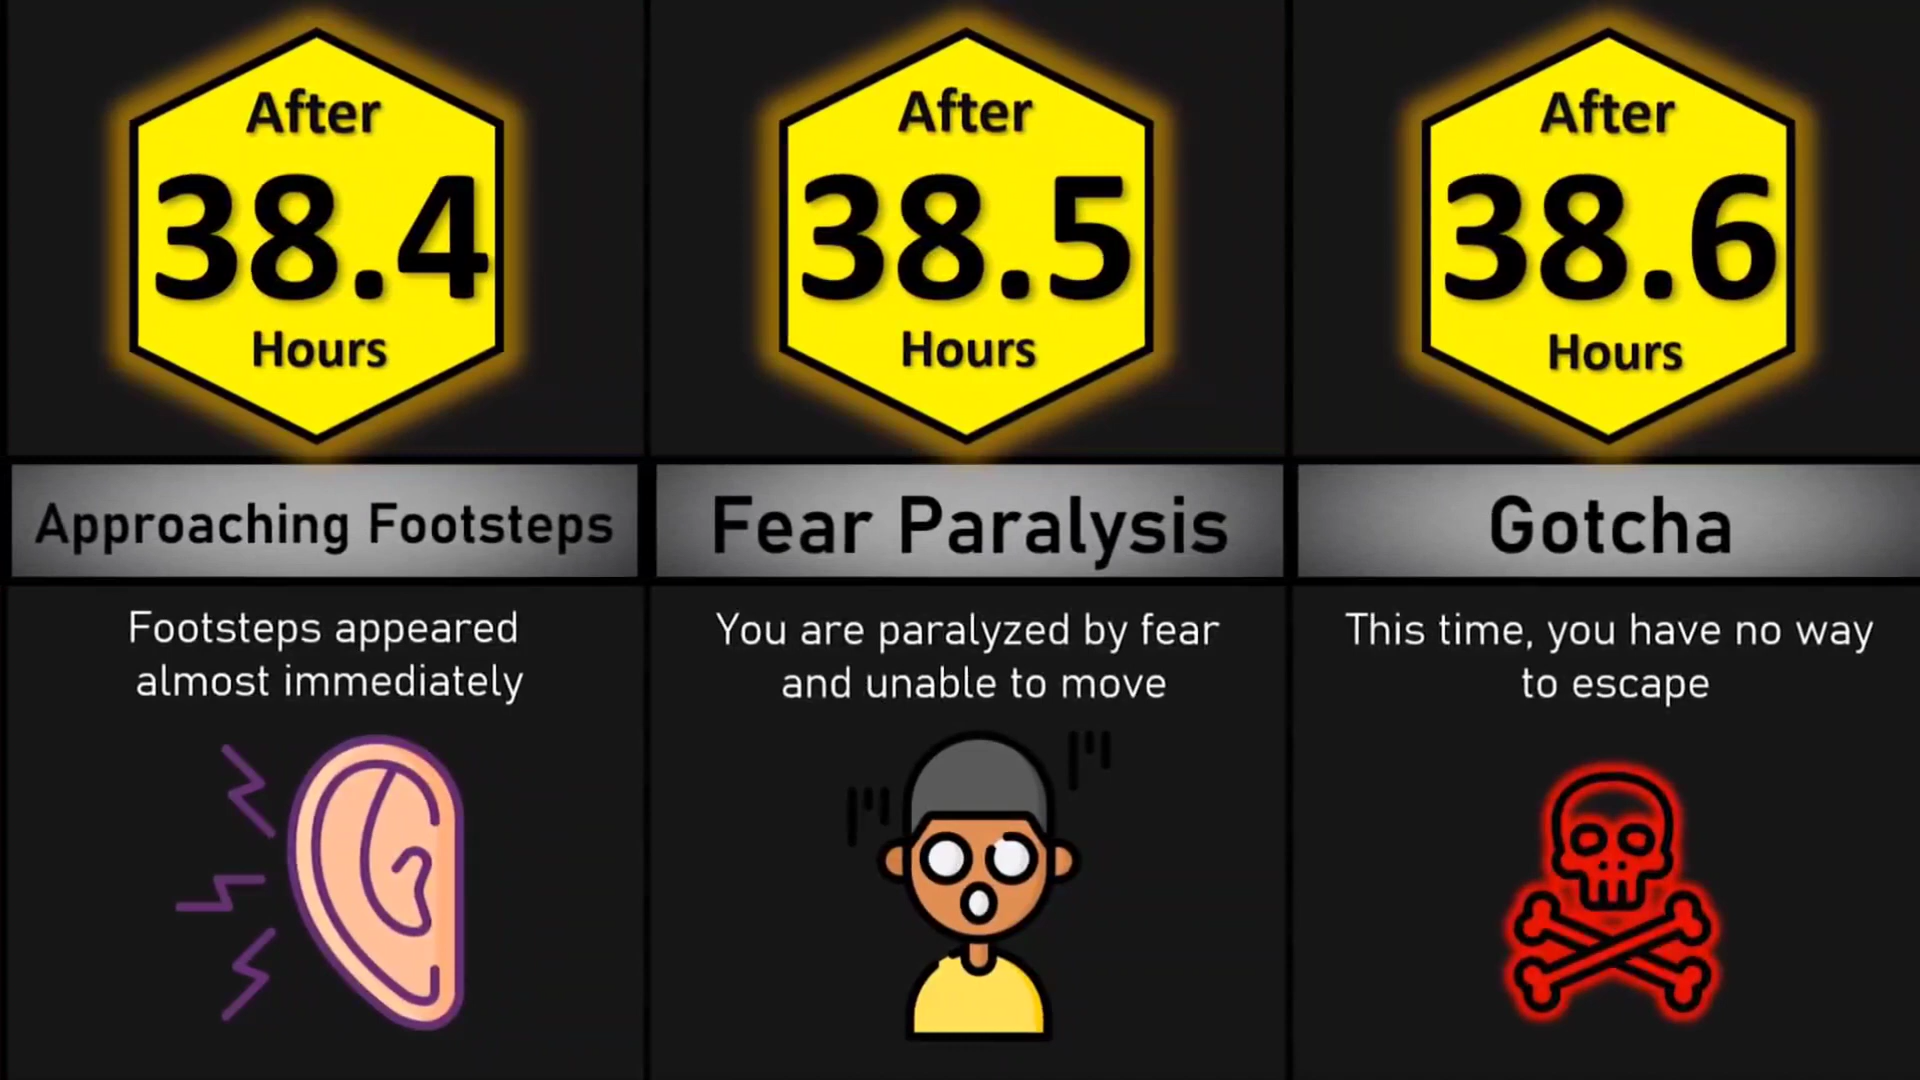 After
38.4
Hours
Approaching Footsteps
Footsteps appeared
almost immediately
After
38.5
Hours
Fear Paralysis
You are paralyzed by fear
and unable to move
After
38.6
Hours
Gotcha
This time, you have no way
to escape